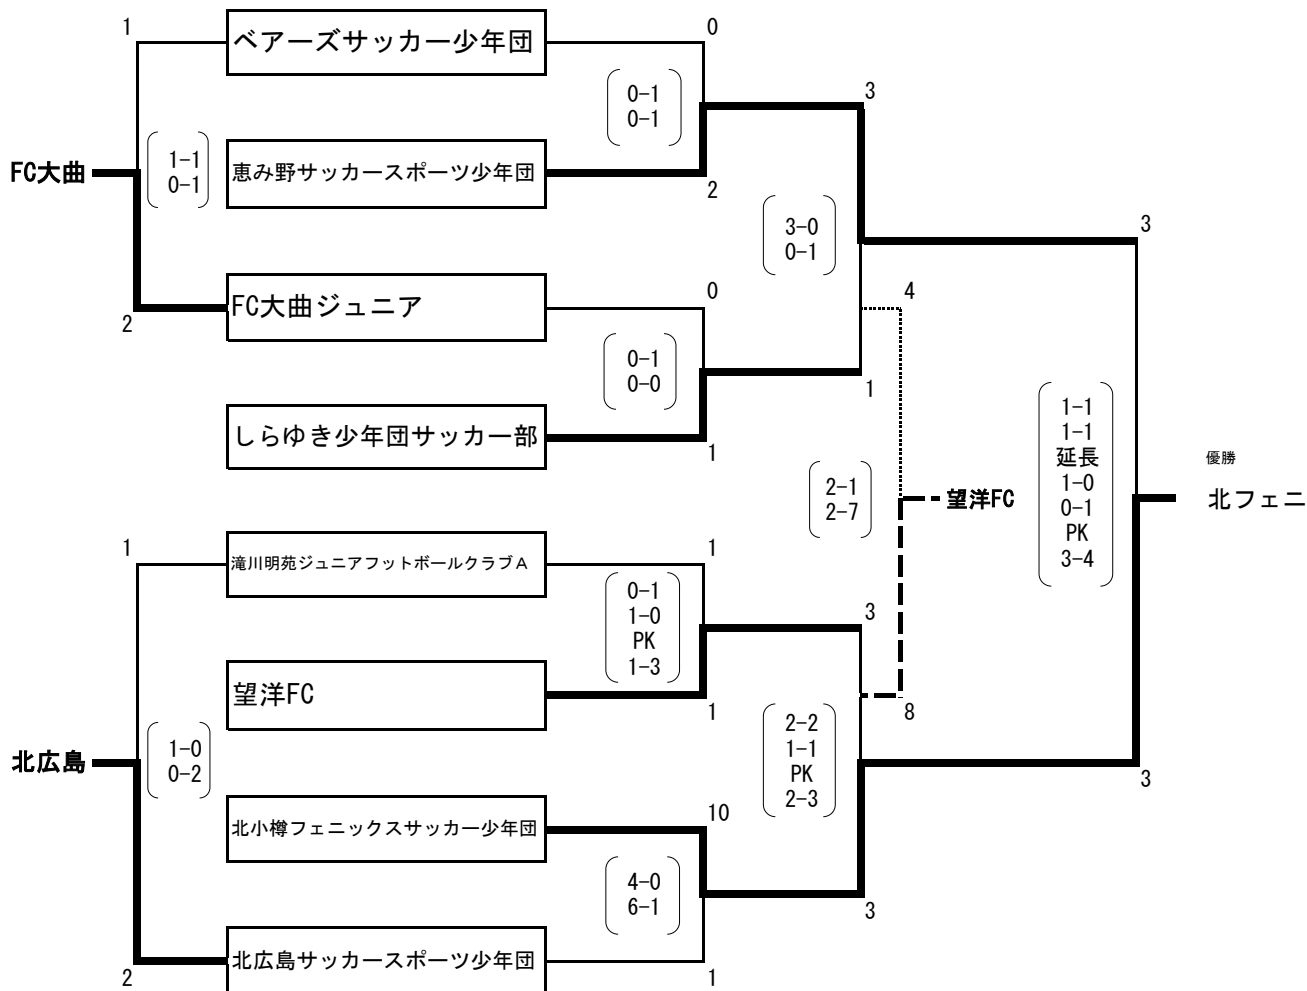 1
ベアーズサッカー少年団
0
0-1
0-1
3
FC大曲
1-1
0-1
恵み野サッカースポーツ少年団
2
3-0
0-1
3
2
FC大曲ジュニア
0
4
0-1
0-0
1
しらゆき少年団サッカー部
1
1-1
1-1
延長
1-0
0-1
PK
3-4
優勝
北フェニ
2-1
2-7
望洋FC
1
滝川明苑ジュニアフットボールクラブA
1
0-1
1-0
PK
1-3
3
望洋FC
1
8
北広島
1-0
0-2
2-2
1-1
PK
2-3
3
北小樽フェニックスサッカー少年団
10
4-0
6-1
3
2
北広島サッカースポーツ少年団
1